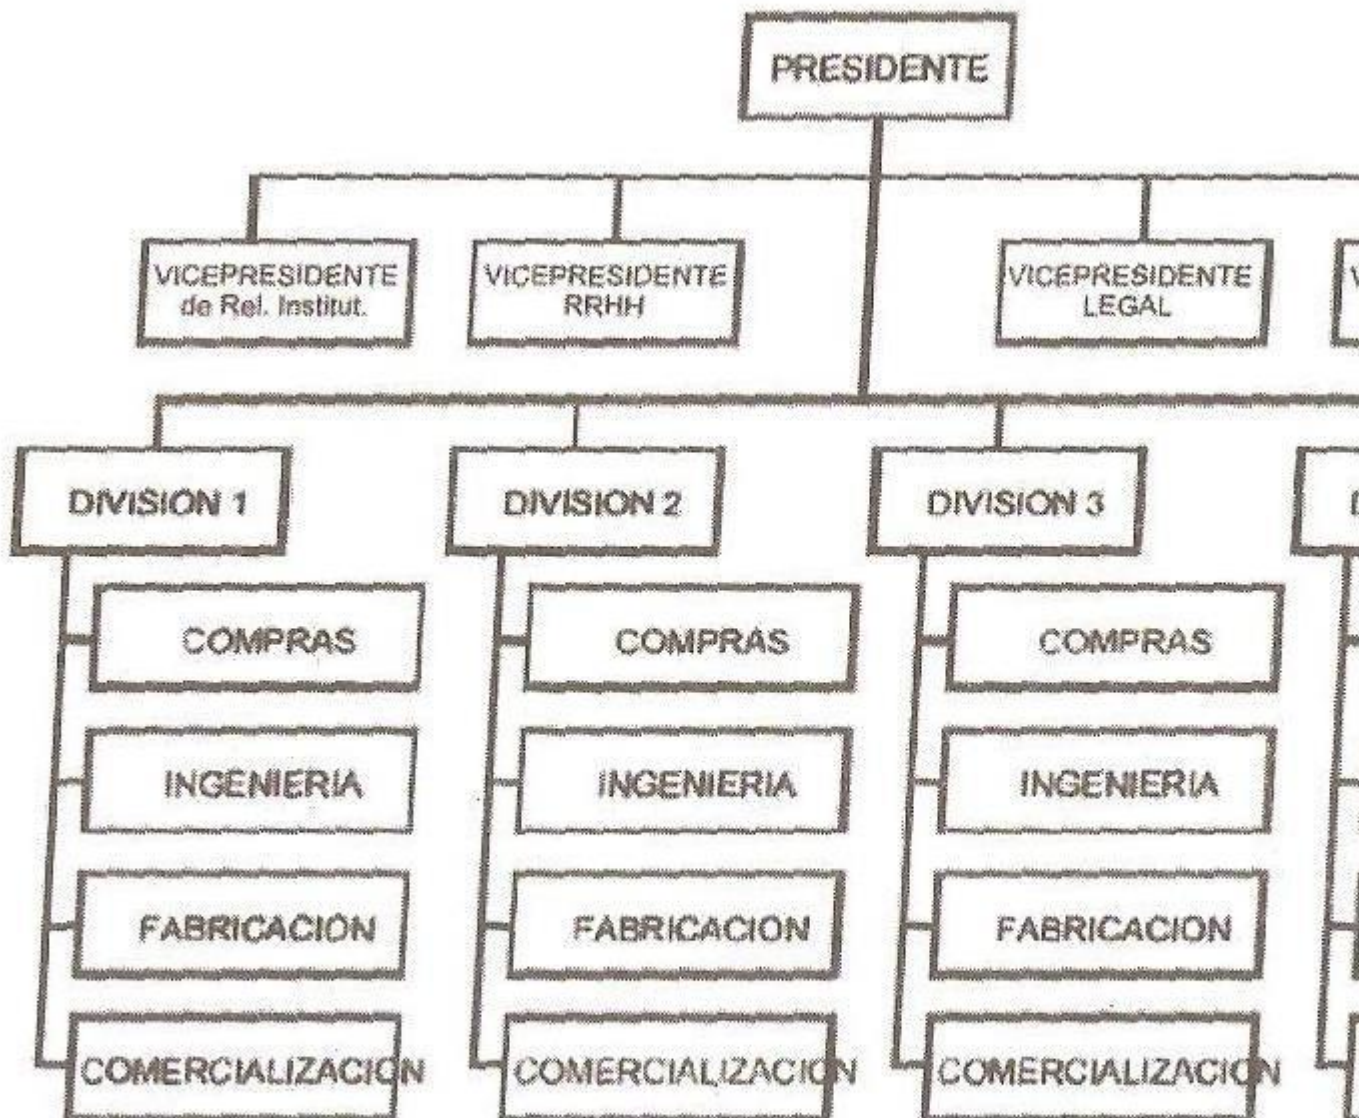 PRESIDENTE
VICEPRESIDENTE
de Rel. Institut.
VICEPRESIDENTE
RRHH
VICEPRESIDENTE
LEGAL
DIVISION 1
DIVISION 2
DIVISION 3
COMPRAS
COMPRAS
COMPRAS
INGENIERIA
INGENIERIA
INGENIERIA
FABRICACION
FABRICACION
FABRICACION
COMERCIALIZACION
COMERCIALIZACION
COMERCIALIZACION